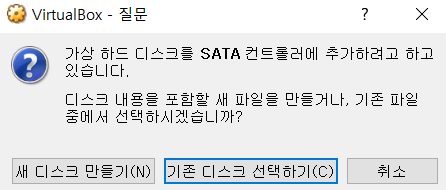 VirtualBox - 질문
가상 하드 디스크를 SATA 컨트롤러에 추가하려고 하고
있습니다.
디스크 내용을 포함할 새 파일을 만들거나, 기존 파일
중에서 선택하시겠습니까?
새 디스크 만들기(N)
기존 디스크 선택하기(C)
취소